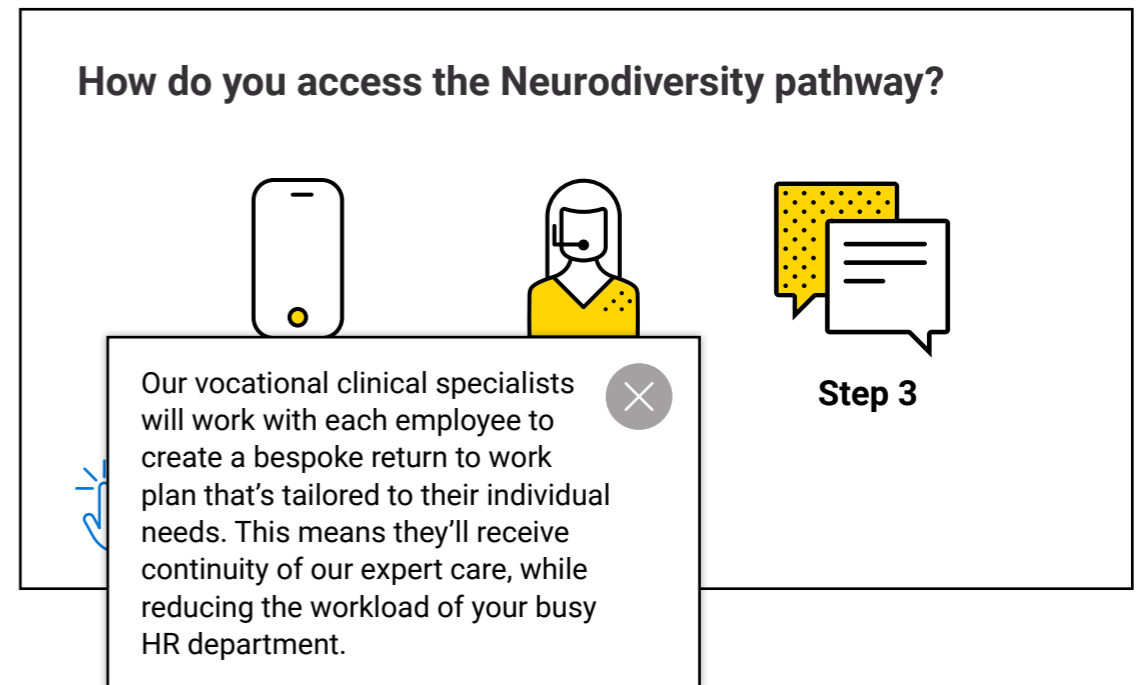 How do you access the Neurodiversity pathway?
Step 3
Our vocational clinical specialists
will work with each employee to
create a bespoke return to work
plan that’s tailored to their individual
needs. This means they’ll receive
continuity of our expert care, while
reducing the workload of your busy
HR department.